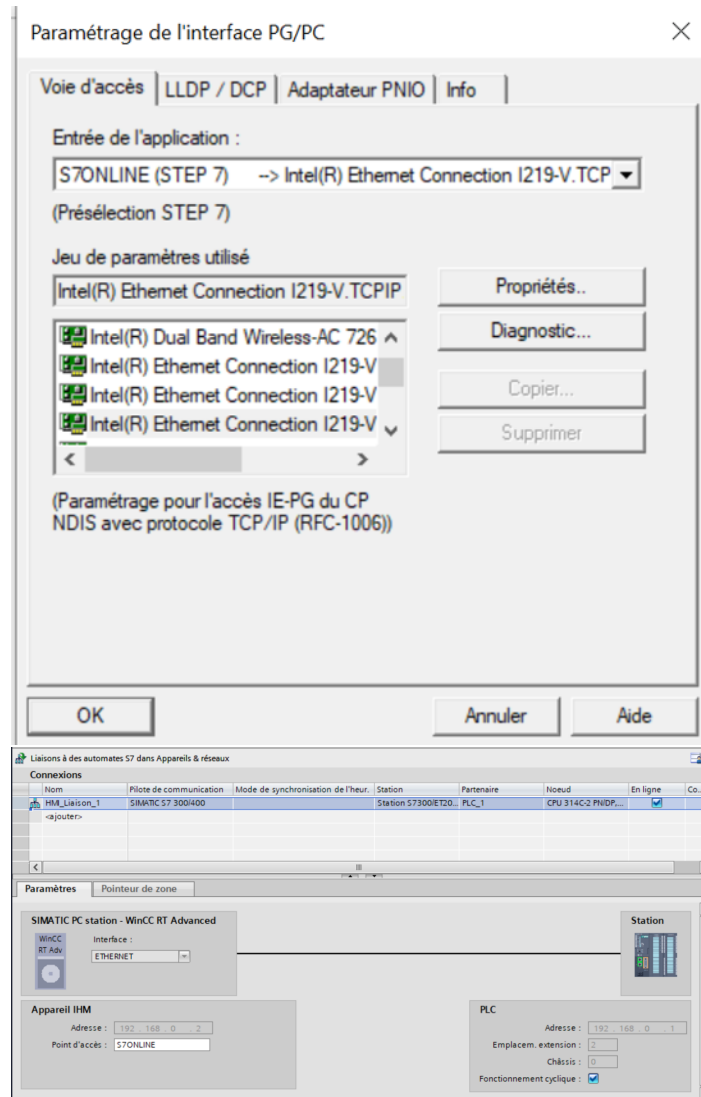 Paramétrage de l'interface PG/PC
Voie d'accès LLDP / DCP Adaptateur PNIO Info
Entrée de l'application :
S7ONLINE (STEP 7) --> Intel(R) Ethernet Connection I219-V.TCP
(Présélection STEP 7)
Jeu de paramètres utilisé
Intel(R) Ethernet Connection I219-V.TCPIP
Propriétés..
Intel(R) Dual Band Wireless-AC 726
Diagnostic...
Intel(R) Ethernet Connection I219-V
Intel(R) Ethernet Connection I219-V
Copier...
Intel(R) Ethernet Connection I219-V
Supprimer
(Paramétrage pour l'accès IE-PG du CP
NDIS avec protocole TCP/IP (RFC-1006))
OK Annuler Aide
Liaisons à des automates S7 dans Appareils & réseaux
Connexions
Nom Pilote de communication Mode de synchronisation de l'heur. Station Partenaire Noeud En ligne Co..
HMI_Liaison_1 SIMATIC S7 300/400 Station S7300/ET20... PLC_1 CPU 314C-2 PN/DP,...
<ajouter>
Paramètres Pointeur de zone
SIMATIC PC station - WinCC RT Advanced Station
WinCC
RT Adv
Interface :
ETHERNET
Appareil IHM PLC
Adresse : 192 . 168 . 0 . 2 Adresse : 192 . 168 . 0 . 1
Point d'accès : S7ONLINE Emplacem. extension : 2
Châssis : 0
Fonctionnement cyclique :